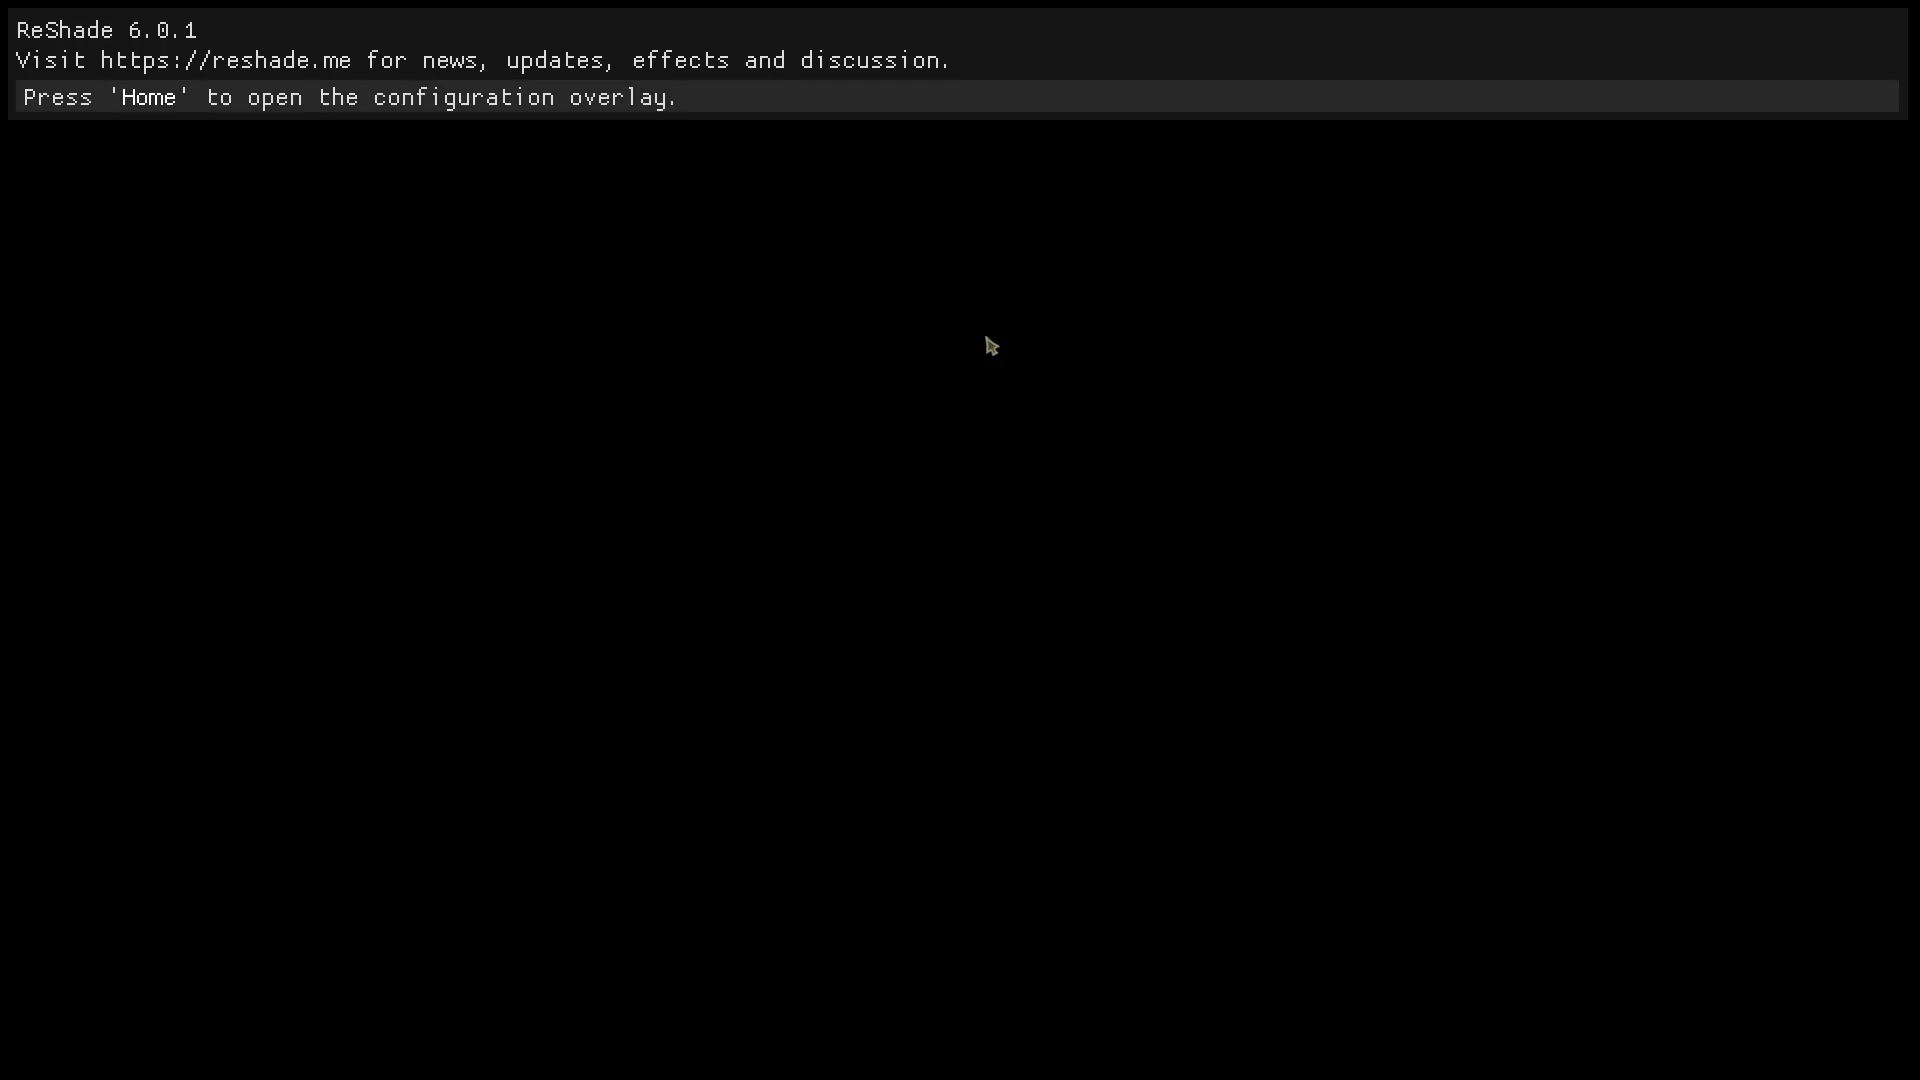 ReShade 6.0.1
Visit https://reshade.me for news, updates, effects and discussion.
Press 'Home' to open the configuration overlay.